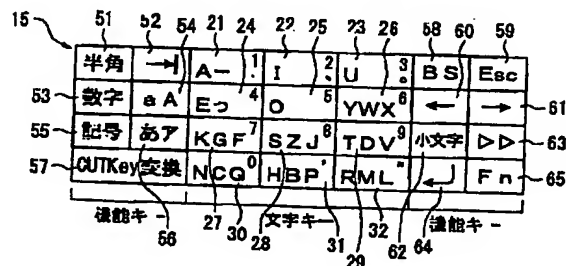 51 52 54 21 24 22 25 23 26 58 60 59
15
半角 →| A ー 1 . I 2 、 U 3 。 BS Esc
53 数字 aA Eっ 4 O 5 YWX 6 ← → 61
55 記号 あア KGF 7 SZJ 8 TDV 9 小文字 ▷▷ 63
57 CUTKey 変換 NCQ 0 HBP ' RML " ↵ Fn 65
機能キー 27 30 28 文字キー 31 29 32 62 機能キー 64
56